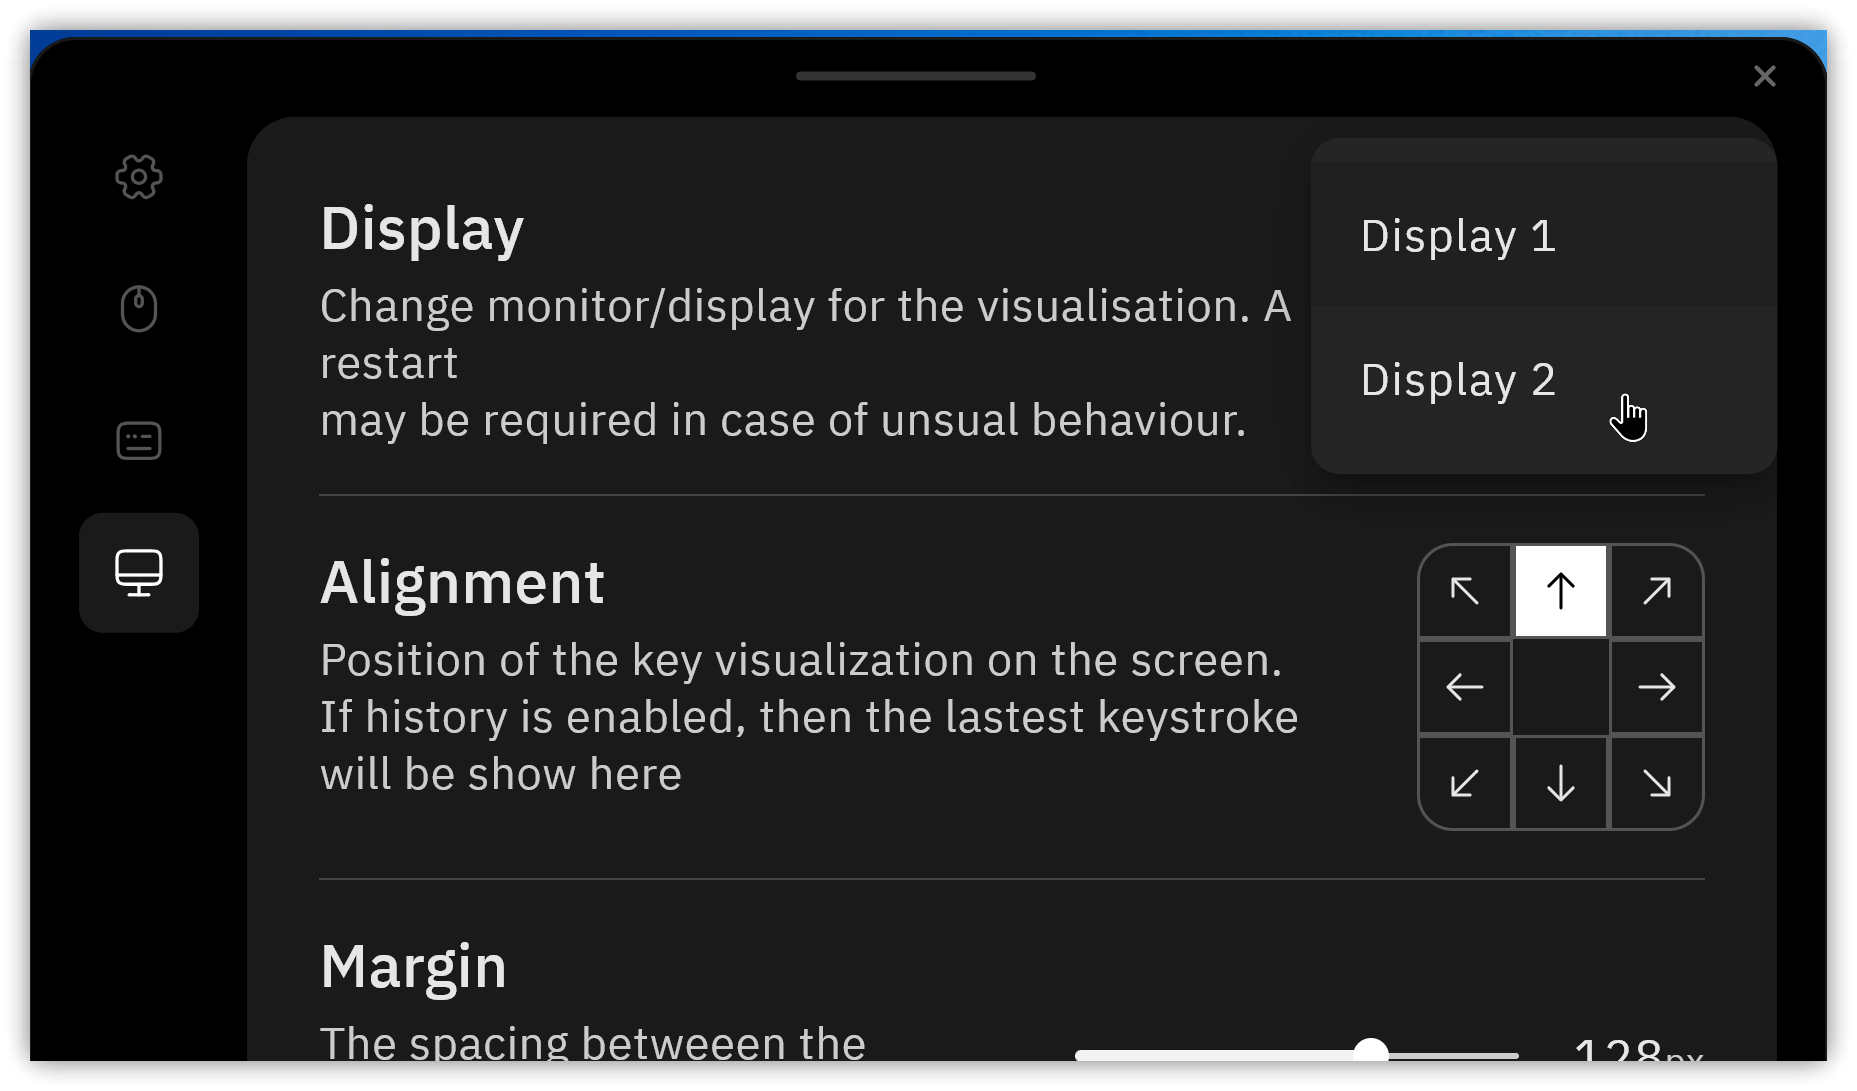 Display
Change monitor/display for the visualisation. A
restart
may be required in case of unsual behaviour.
Display 1
Display 2
Alignment
Position of the key visualization on the screen.
If history is enabled, then the lastest keystroke
will be show here
Margin
The spacing betweeen the
128px